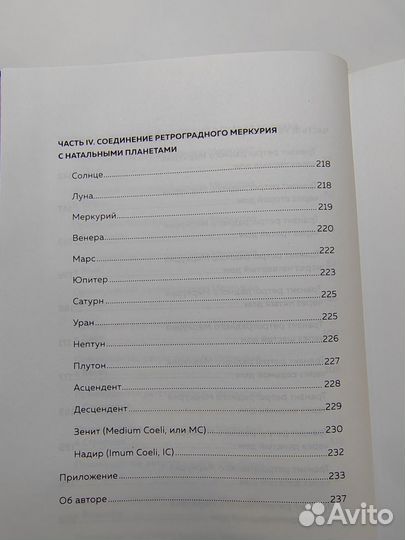 ЧАСТЬ IV. СОЕДИНЕНИЕ РЕТРОГРАДНОГО МЕРКУРИЯ
С НАТАЛЬНЫМИ ПЛАНЕТАМИ
Солнце 218
Луна 218
Меркурий 219
Венера 220
Марс 222
Юпитер 223
Сатурн 225
Уран 225
Нептун 226
Плутон 227
Асцендент 228
Десцендент 229
Зенит (Medium Coeli, или MC) 230
Надир (Imum Coeli, IC) 232
Приложение 233
Об авторе 237
Avito